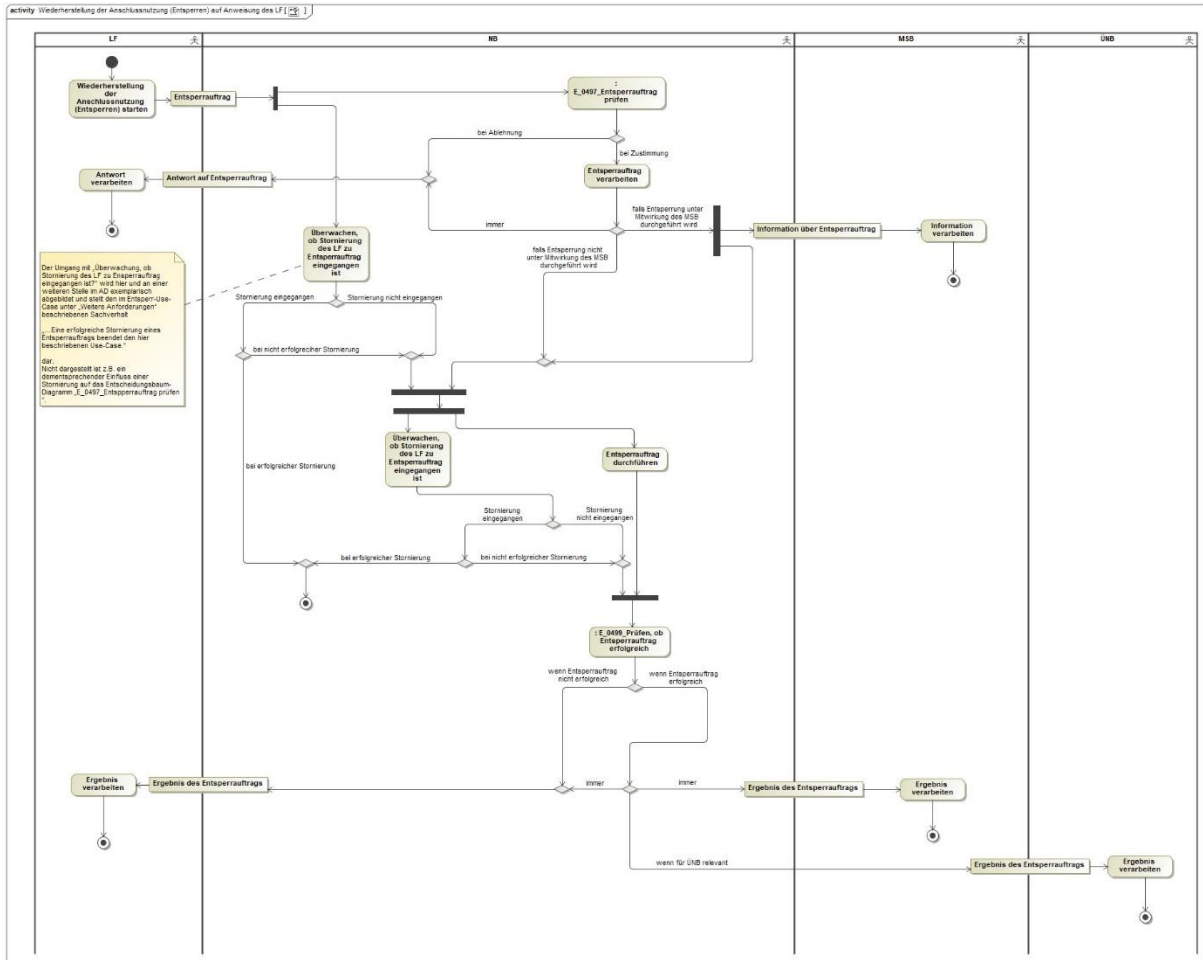 activity Wiederherstellung der Anschlussnutzung (Entsperren) auf Anweisung des LF [ ]
LF
NB
MSB
ÜNB
Wiederherstellung
der
Anschlussnutzung
(Entsperren) starten
Entsperrauftrag
:
E_0497_Entsperrauftrag
prüfen
bei Ablehnung
bei Zustimmung
Entsperrauftrag
verarbeiten
Antwort
verarbeiten
Antwort auf Entsperrauftrag
immer
falls Entsperrung unter
Mitwirkung des MSB
durchgeführt wird
Information über Entsperrauftrag
Information
verarbeiten
falls Entsperrung nicht
unter Mitwirkung des MSB
durchgeführt wird
Überwachen,
ob Stornierung
des LF zu
Entsperrauftrag
eingegangen
ist
Der Umgang mit „Überwachung, ob
Stornierung des LF zu Ensperrauftrag
eingegangen ist?“ wird hier und an einer
weiteren Stelle im AD exemplarisch
abgebildet und stellt den im Entsperr-Use-
Case unter „Weitere Anforderungen“
beschriebenen Sachverhalt
„....Eine erfolgreiche Stornierung eines
Entsperrauftrags beendet den hier
beschriebenen Use-Case.“
dar.
Nicht dargestellt ist z.B. ein
dementsprechender Einfluss einer
Stornierung auf das Entscheidungsbaum-
Diagramm „E_0497_Entspperrauftrag prüfen
“.
Stornierung eingegangen
Stornierung nicht eingegangen
bei nicht erfolgreciher Stornierung
bei erfolgreicher Stornierung
Überwachen,
ob Stornierung
des LF zu
Entsperrauftrag
eingegangen
ist
Entsperrauftrag
durchführen
Stornierung
eingegangen
Stornierung
nicht eingegangen
bei erfolgreicher Stornierung
bei nicht erfolgreicher Stornierung
: E_0499_Prüfen, ob
Entsperrauftrag
erfolgreich
wenn Entsperrauftrag
nicht erfolgreich
wenn Entsperrauftrag
erfolgreich
Ergebnis
verarbeiten
Ergebnis des Entsperrauftrags
immer
immer
Ergebnis des Entsperrauftrags
Ergebnis
verarbeiten
wenn für ÜNB relevant
Ergebnis des Entsperrauftrags
Ergebnis
verarbeiten